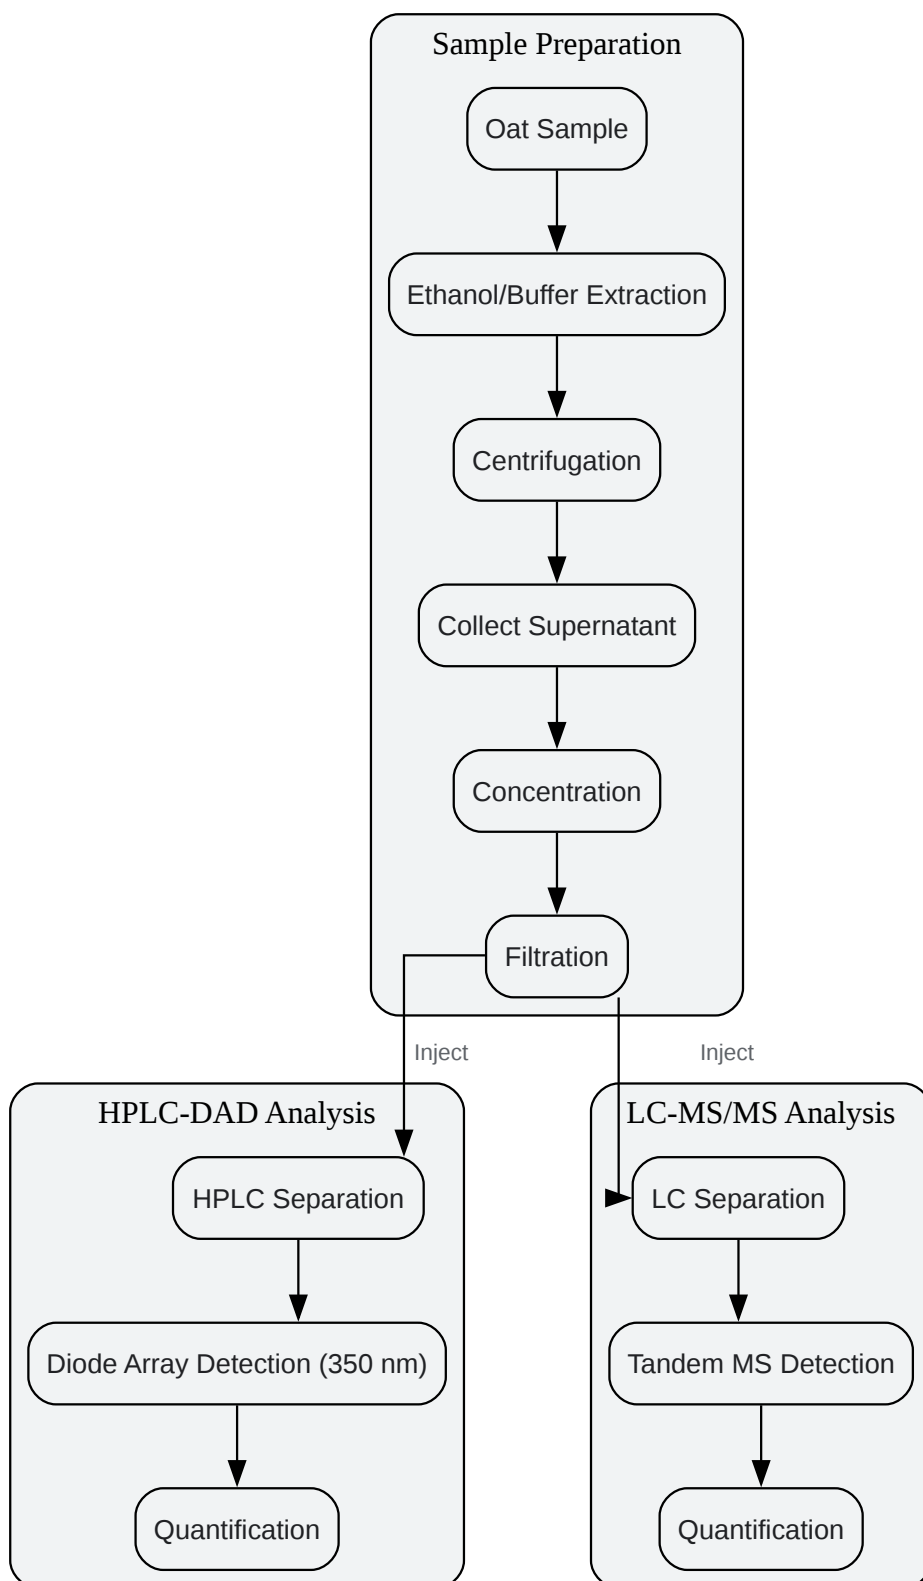 Sample Preparation
Oat Sample
Ethanol/Buffer Extraction
Centrifugation
Collect Supernatant
Concentration
Filtration
Inject
Inject
HPLC-DAD Analysis
HPLC Separation
Diode Array Detection (350 nm)
Quantification
LC-MS/MS Analysis
LC Separation
Tandem MS Detection
Quantification